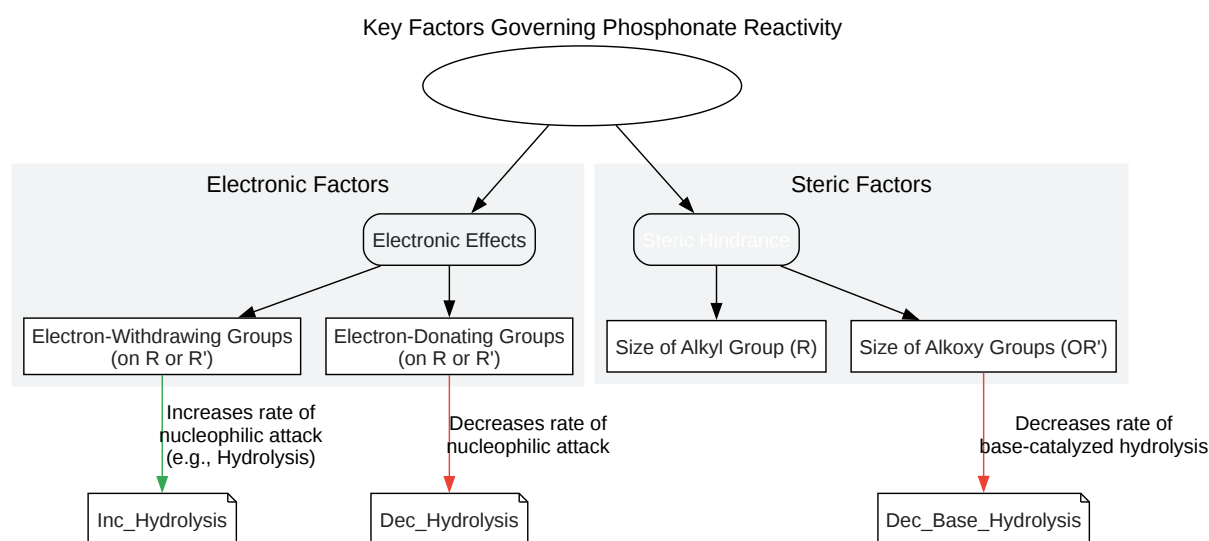 Key Factors Governing Phosphonate Reactivity
Electronic Factors
Steric Factors
Electronic Effects
Steric Hindrance
Electron-Withdrawing Groups
(on R or R')
Electron-Donating Groups
(on R or R')
Size of Alkyl Group (R)
Size of Alkoxy Groups (OR')
Increases rate of
nucleophilic attack
(e.g., Hydrolysis)
Decreases rate of
nucleophilic attack
Decreases rate of
base-catalyzed hydrolysis
Inc_Hydrolysis
Dec_Hydrolysis
Dec_Base_Hydrolysis